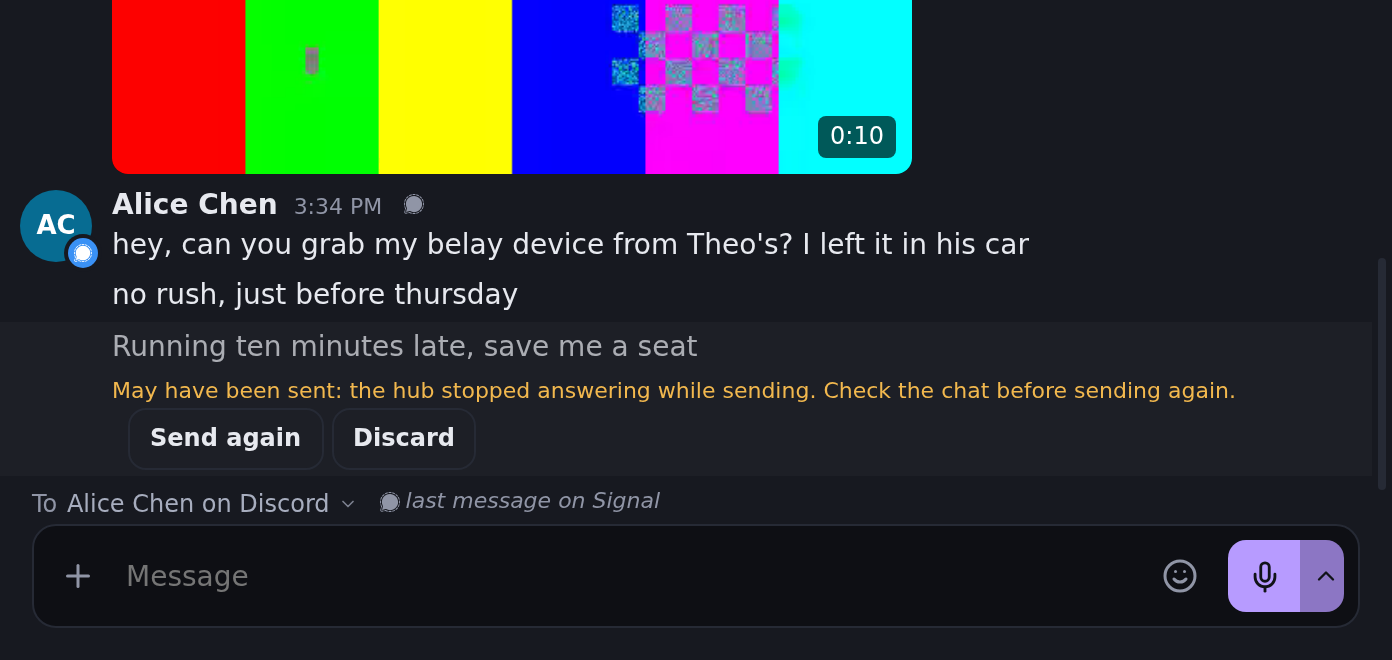 0:10
Alice Chen 3:34 PM
AC
hey, can you grab my belay device from Theo's? I left it in his car
no rush, just before thursday
Running ten minutes late, save me a seat
May have been sent: the hub stopped answering while sending. Check the chat before sending again.
Send again Discard
To Alice Chen on Discord last message on Signal
Message